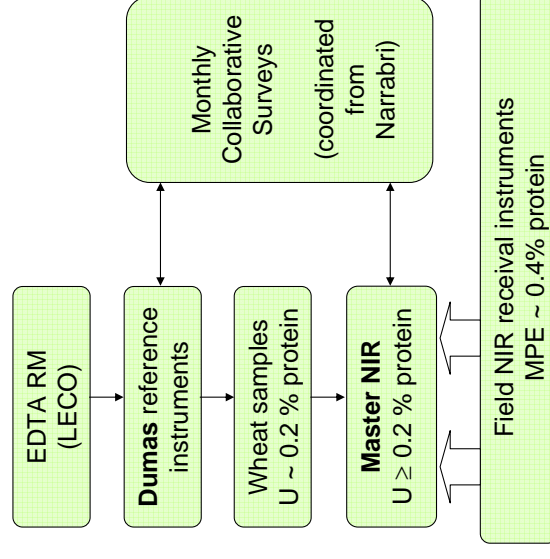 EDTA RM
(LECO)
Dumas reference
instruments
Wheat samples
U ~ 0.2 % protein
Master NIR
U ≥ 0.2 % protein
Monthly
Collaborative
Surveys
(coordinated
from
Narrabri)
Field NIR receival instruments
MPE ~ 0.4% protein